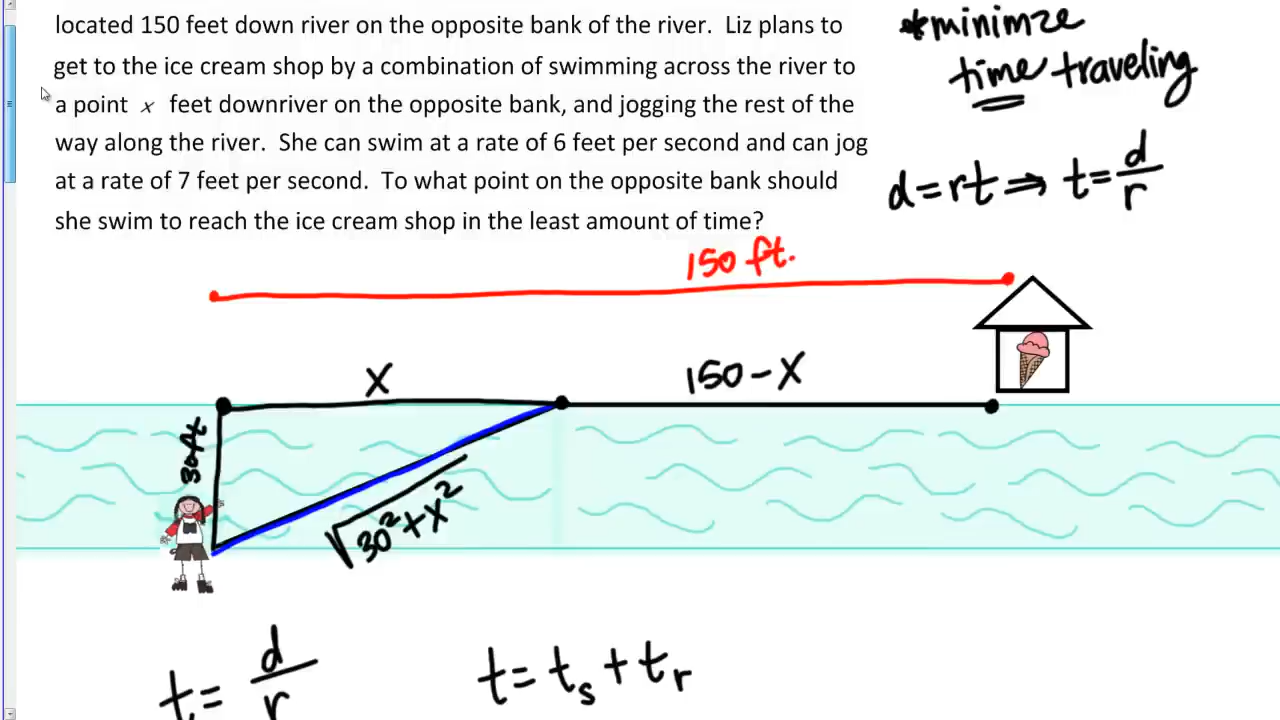 located 150 feet down river on the opposite bank of the river. Liz plans to
get to the ice cream shop by a combination of swimming across the river to
a point x feet downriver on the opposite bank, and jogging the rest of the
way along the river. She can swim at a rate of 6 feet per second and can jog
at a rate of 7 feet per second. To what point on the opposite bank should
she swim to reach the ice cream shop in the least amount of time?
*minimze
time traveling
d=rt⇒ t=d/r
150 ft.
x
150-x
30ft
√30²+x²
t=d/r
t=tₛ+tᵣ